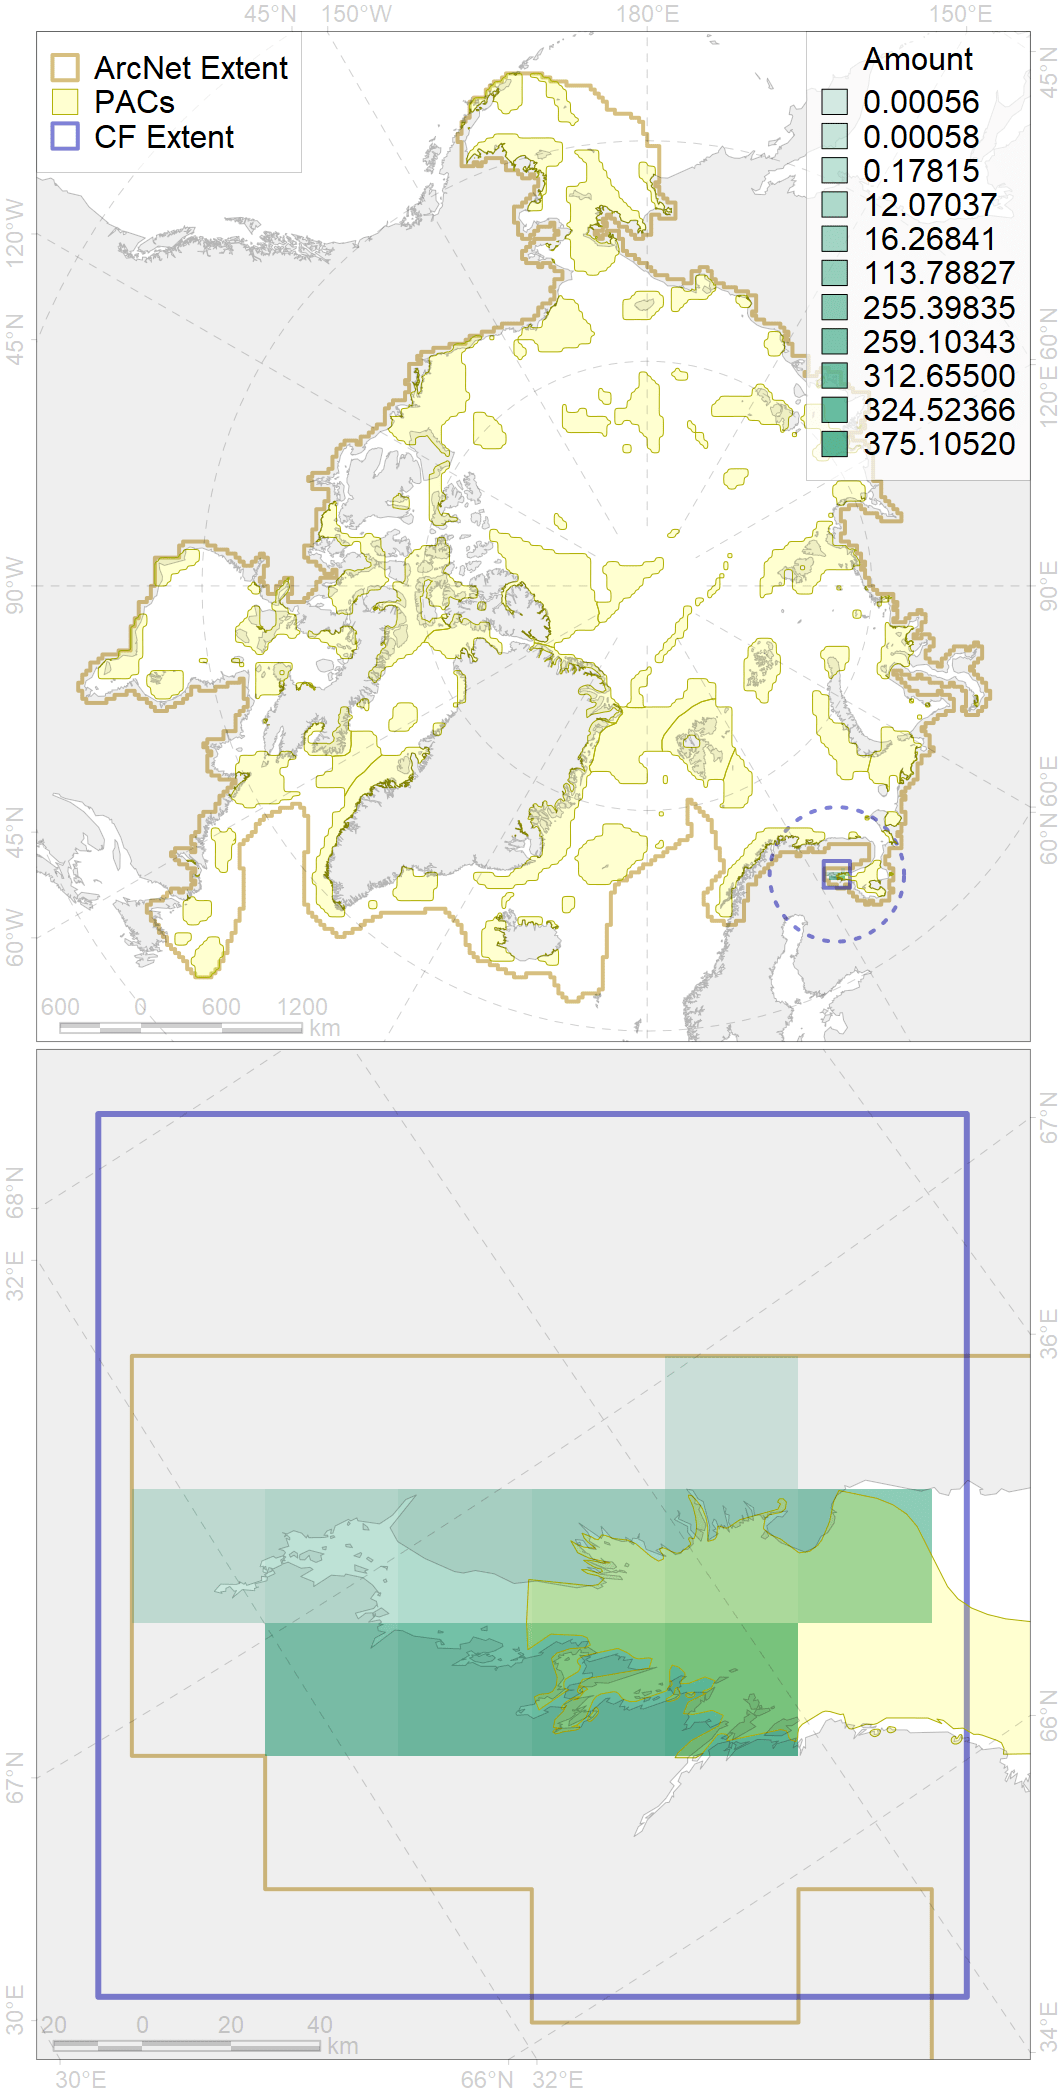 45°N 150°W 180°E 150°E
ArcNet Extent
PACs
CF Extent
Amount
0.00056
0.00058
0.17815
12.07037
16.26841
113.78827
255.39835
259.10343
312.65500
324.52366
375.10520
120°W
45°N
90°W
45°N
60°W
45°N
60°N
120°E
90°E
60°E
60°N
600 0 600 1200
km
68°N
32°E
67°N
30°E
67°N
36°E
66°N
34°E
20 0 20 40
km
30°E 66°N 32°E